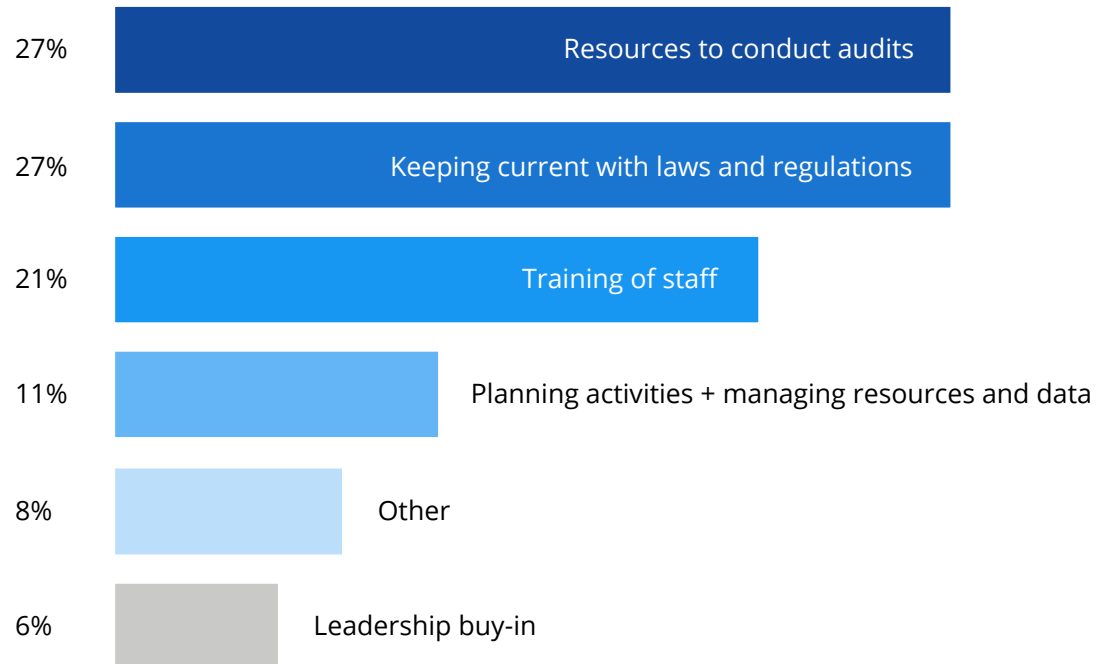 27% Resources to conduct audits
27% Keeping current with laws and regulations
21% Training of staff
11% Planning activities + managing resources and data
8% Other
6% Leadership buy-in